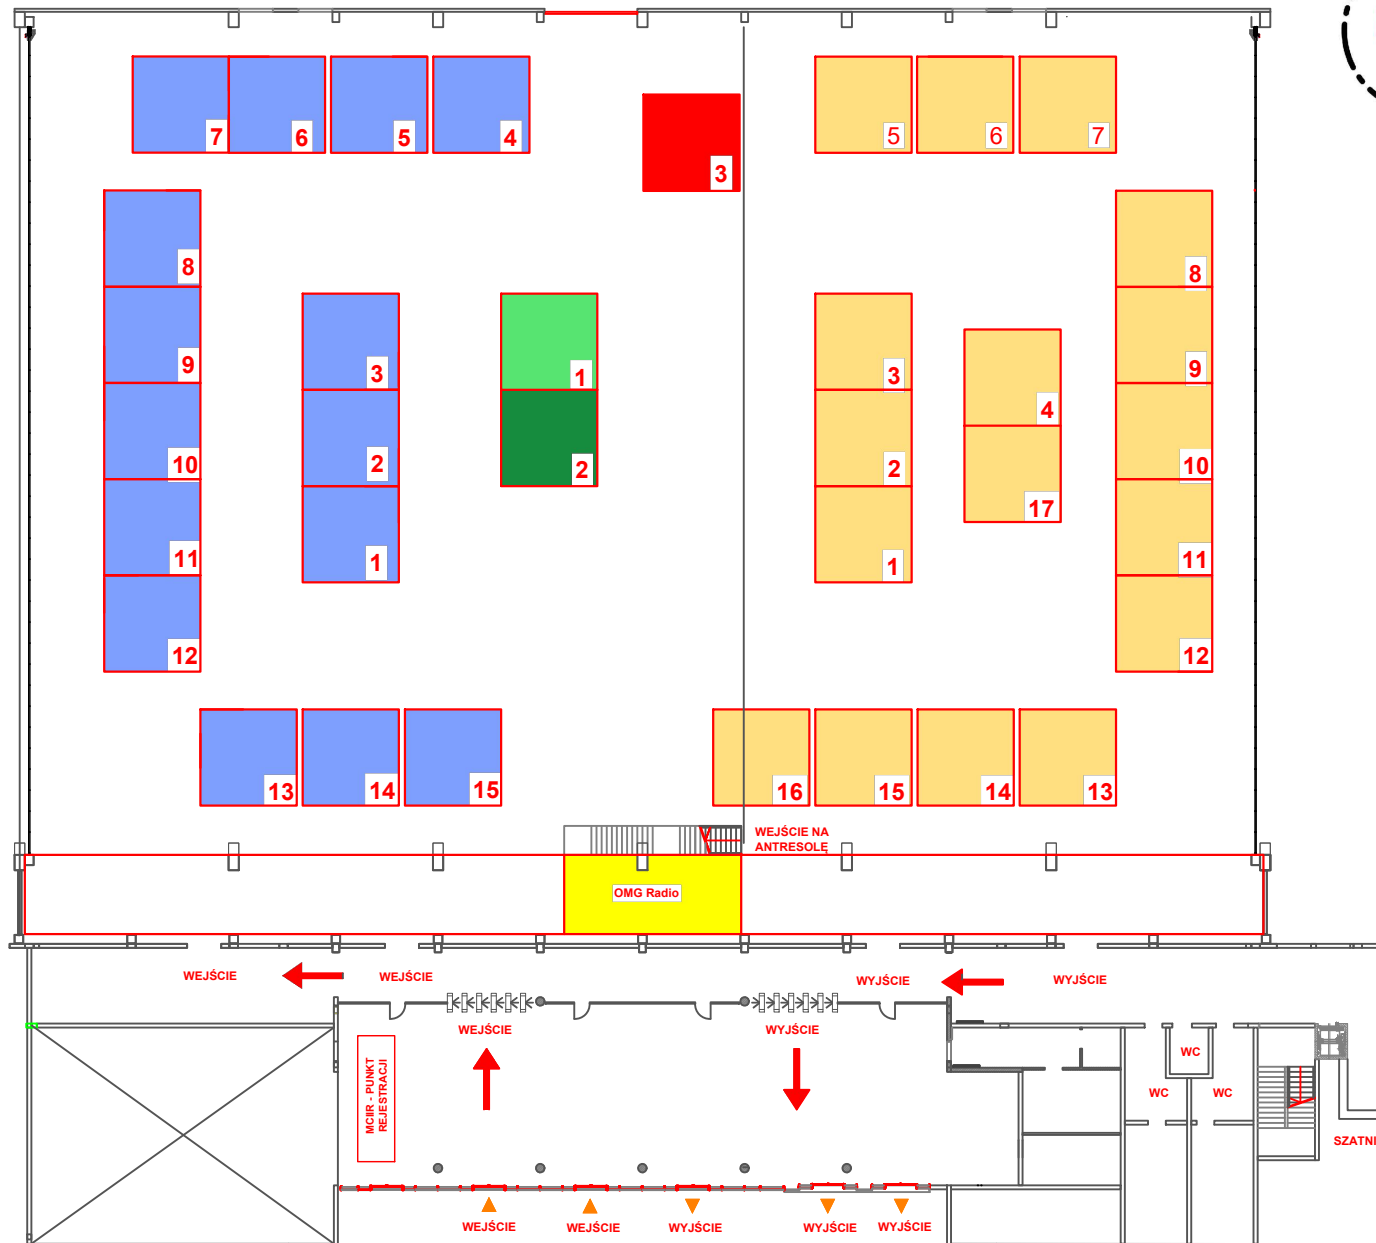 7
6
5
4
3
5
6
7
8
9
10
11
12
3
2
1
1
2
3
2
1
4
17
8
9
10
11
12
13
14
15
16
15
14
13
WEJŚCIE NA
ANTRESOLĘ
OMG Radio
WEJŚCIE
WEJŚCIE
WYJŚCIE
WYJŚCIE
WEJŚCIE
WYJŚCIE
MCIIR - PUNKT
REJESTRACJI
WC
WC
WC
SZATNI
WEJŚCIE
WEJŚCIE
WYJŚCIE
WYJŚCIE
WYJŚCIE